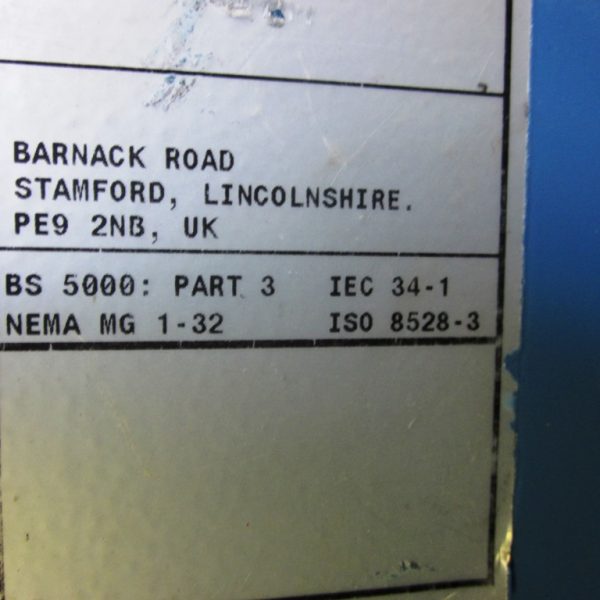 BARNACK ROAD
STAMFORD, LINCOLNSHIRE.
PE9 2NB, UK
BS 5000: PART 3 IEC 34-1
NEMA MG 1-32 ISO 8528-3